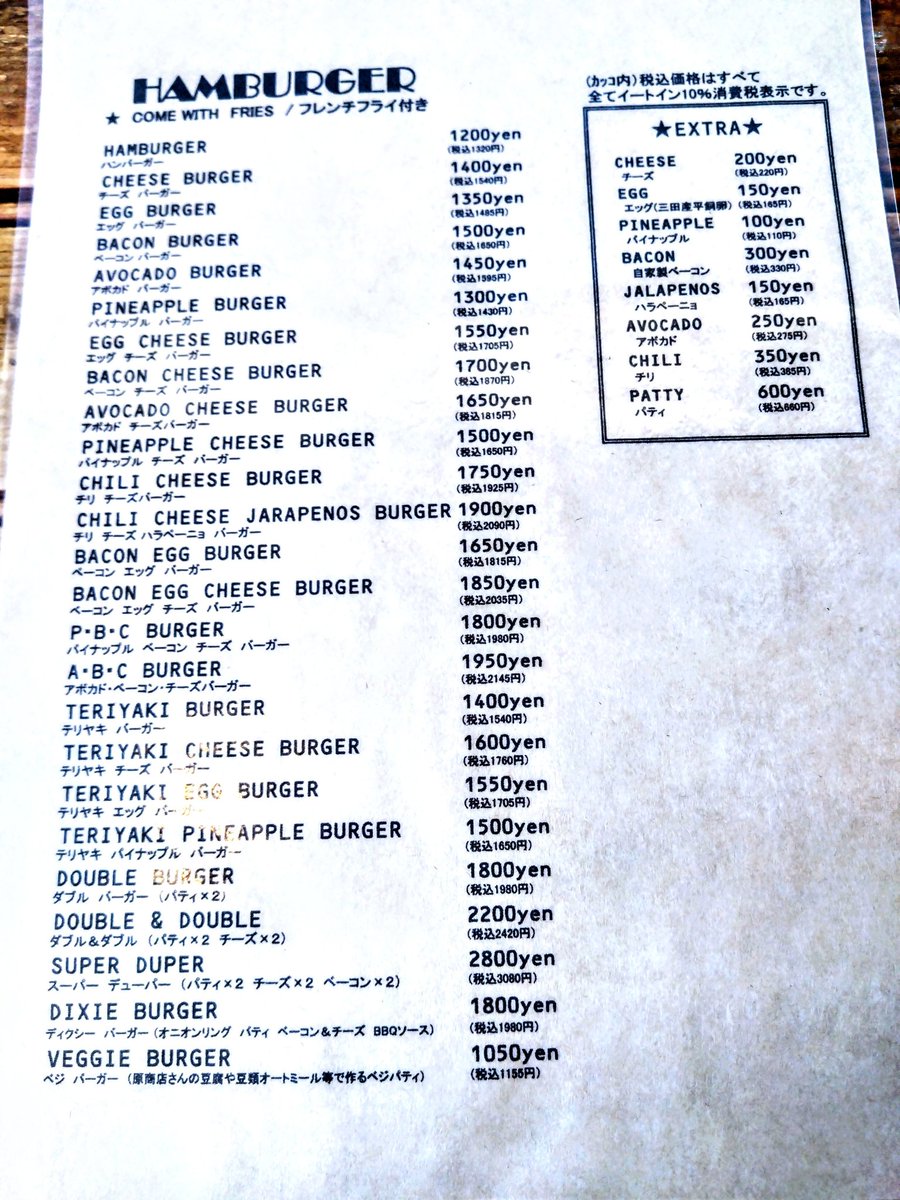 HAMBURGER
★ COME WITH FRIES / フレンチフライ付き
HAMBURGER 1200yen
ハンバーガー (税込1320円)
CHEESE BURGER 1400yen
チーズ バーガー (税込1540円)
EGG BURGER 1350yen
エッグ バーガー (税込1485円)
BACON BURGER 1500yen
ベーコン バーガー (税込1650円)
AVOCADO BURGER 1450yen
アボカド バーガー (税込1595円)
PINEAPPLE BURGER 1300yen
パイナップル バーガー (税込1430円)
EGG CHEESE BURGER 1550yen
エッグ チーズ バーガー (税込1705円)
BACON CHEESE BURGER 1700yen
ベーコン チーズ バーガー (税込1870円)
AVOCADO CHEESE BURGER 1650yen
アボカド チーズバーガー (税込1815円)
PINEAPPLE CHEESE BURGER 1500yen
パイナップル チーズ バーガー (税込1650円)
CHILI CHEESE BURGER 1750yen
チリ チーズバーガー (税込1925円)
CHILI CHEESE JARAPENOS BURGER 1900yen
チリ チーズ ハラペーニョ バーガー (税込2090円)
BACON EGG BURGER 1650yen
ベーコン エッグ バーガー (税込1815円)
BACON EGG CHEESE BURGER 1850yen
ベーコン エッグ チーズ バーガー (税込2035円)
P・B・C BURGER 1800yen
パイナップル ベーコン チーズ バーガー (税込1980円)
A・B・C BURGER 1950yen
アボカド・ベーコン・チーズバーガー (税込2145円)
TERIYAKI BURGER 1400yen
テリヤキ バーガー (税込1540円)
TERIYAKI CHEESE BURGER 1600yen
テリヤキ チーズ バーガー (税込1760円)
TERIYAKI EGG BURGER 1550yen
テリヤキ エッグ バーガー (税込1705円)
TERIYAKI PINEAPPLE BURGER 1500yen
テリヤキ パイナップル バーガー (税込1650円)
DOUBLE BURGER 1800yen
ダブル バーガー (パティ×2) (税込1980円)
DOUBLE & DOUBLE 2200yen
ダブル&ダブル (パティ×2 チーズ×2) (税込2420円)
SUPER DUPER 2800yen
スーパー デューパー (パティ×2 チーズ×2 ベーコン×2) (税込3080円)
DIXIE BURGER 1800yen
ディクシー バーガー (オニオンリング パティ ベーコン&チーズ BBQソース) (税込1980円)
VEGGIE BURGER 1050yen
ベジ バーガー (原商店さんの豆腐や豆類オートミール等で作るベジパティ) (税込1155円)
(カッコ内)税込価格はすべて
全てイートイン10%消費税表示です。
★EXTRA★
CHEESE 200yen
チーズ (税込220円)
EGG 150yen
エッグ(三田産平飼卵) (税込165円)
PINEAPPLE 100yen
パイナップル (税込110円)
BACON 300yen
自家製ベーコン (税込330円)
JALAPENOS 150yen
ハラペーニョ (税込165円)
AVOCADO 250yen
アボカド (税込275円)
CHILI 350yen
チリ (税込385円)
PATTY 600yen
パティ (税込660円)